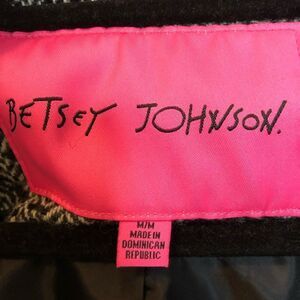 BETSEY JOHNSON.
M/M
MADE IN
DOMINICAN
REPUBLIC